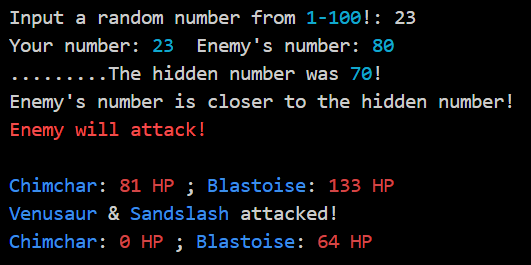 Input a random number from 1-100!: 23
Your number: 23  Enemy's number: 80
.........The hidden number was 70!
Enemy's number is closer to the hidden number!
Enemy will attack!
Chimchar: 81 HP ; Blastoise: 133 HP
Venusaur & Sandslash attacked!
Chimchar: 0 HP ; Blastoise: 64 HP